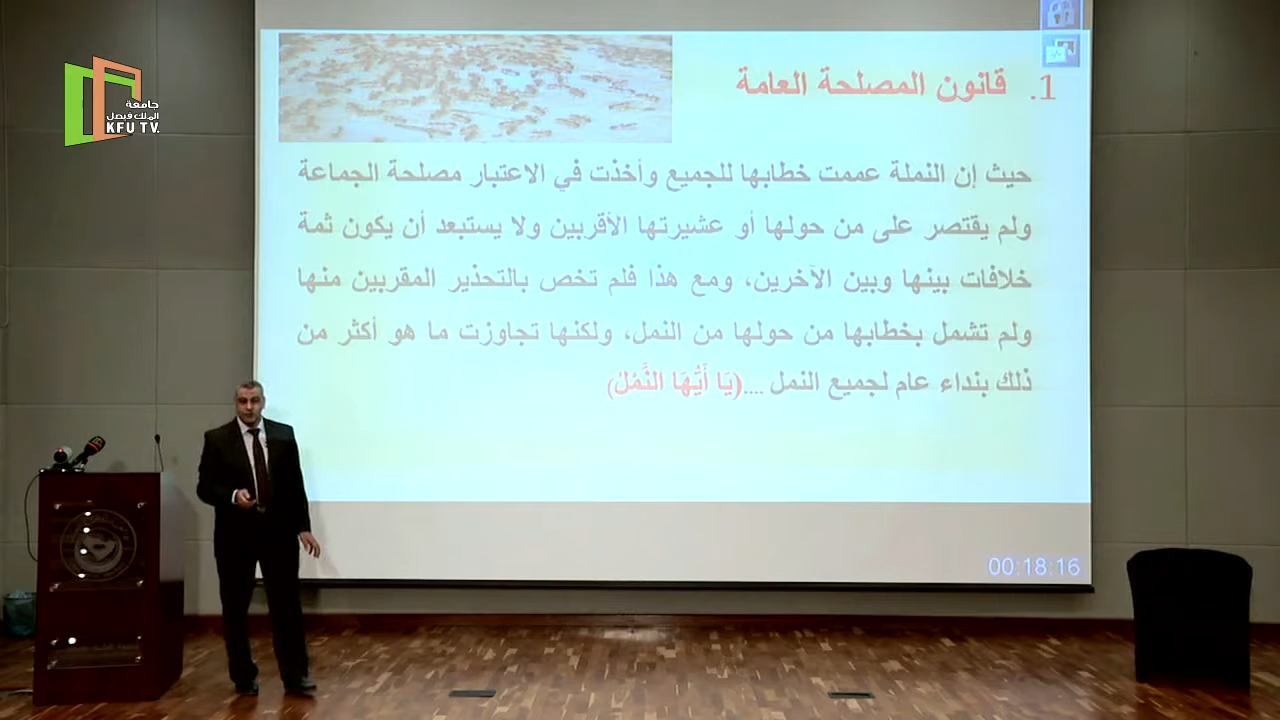 جامعة
الملك فيصل
KFU TV.
1. قانون المصلحة العامة
حيث إن النملة عممت خطابها للجميع وأخذت في الاعتبار مصلحة الجماعة
ولم يقتصر على من حولها أو عشيرتها الأقربين ولا يستبعد أن يكون ثمة
خلافات بينها وبين الآخرين، ومع هذا فلم تخص بالتحذير المقربين منها
ولم تشمل بخطابها من حولها من النمل، ولكنها تجاوزت ما هو أكثر من
ذلك بنداء عام لجميع النمل ....(يَا أَيُّهَا النَّمْلُ)
00:18:16